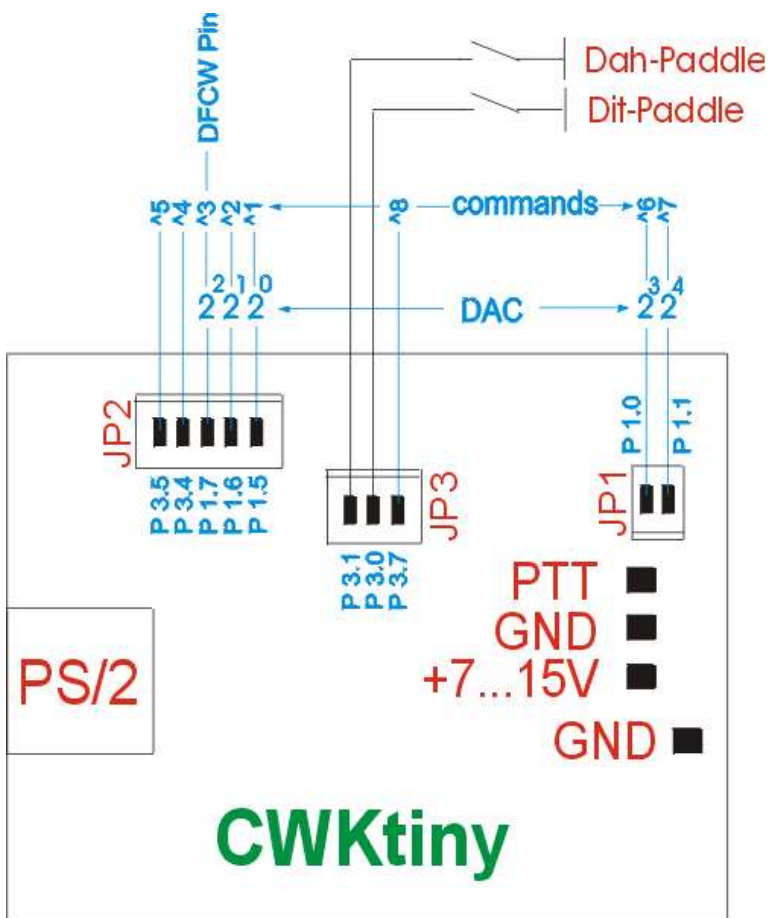 DFCW Pin
Dah-Paddle
Dit-Paddle
^5
^4
^3
^2
^1
^8
commands
^6
^7
2^2
2^1
2^0
DAC
2^3
2^4
JP2
P 3.5
P 3.4
P 1.7
P 1.6
P 1.5
JP3
P 3.1
P 3.0
P 3.7
P 1.0
P 1.1
JP1
PTT
GND
+7...15V
GND
PS/2
CWKtiny